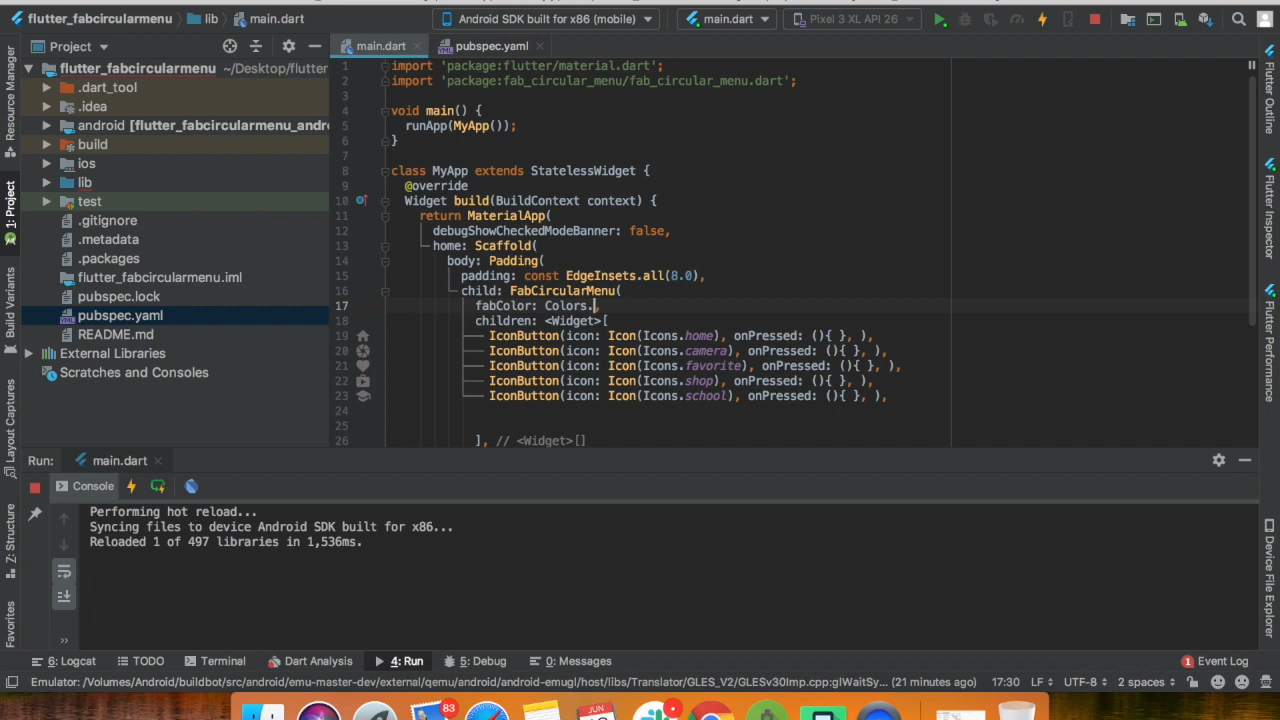 flutter_fabcircularmenu lib main.dart Android SDK built for x86 (mobile) main.dart Pixel 3 XL API 26
Project main.dart pubspec.yaml
flutter_fabcircularmenu ~/Desktop/flutter
.dart_tool
.idea
android [flutter_fabcircularmenu_andro
build
ios
lib
test
.gitignore
.metadata
.packages
flutter_fabcircularmenu.iml
pubspec.lock
pubspec.yaml
README.md
External Libraries
Scratches and Consoles
Resource Manager
1: Project
Build Variants
Layout Captures
Z: Structure
Favorites
1 import 'package:flutter/material.dart';
2 import 'package:fab_circular_menu/fab_circular_menu.dart';
3
4 void main() {
5 runApp(MyApp());
6 }
7
8 class MyApp extends StatelessWidget {
9 @override
10 Widget build(BuildContext context) {
11 return MaterialApp(
12 debugShowCheckedModeBanner: false,
13 home: Scaffold(
14 body: Padding(
15 padding: const EdgeInsets.all(8.0),
16 child: FabCircularMenu(
17 fabColor: Colors.,
18 children: <Widget>[
19 IconButton(icon: Icon(Icons.home), onPressed: (){ }, ),
20 IconButton(icon: Icon(Icons.camera), onPressed: (){ }, ),
21 IconButton(icon: Icon(Icons.favorite), onPressed: (){ }, ),
22 IconButton(icon: Icon(Icons.shop), onPressed: (){ }, ),
23 IconButton(icon: Icon(Icons.school), onPressed: (){ }, ),
24
25
26 ], // <Widget>[]
Flutter Outline
Flutter Inspector
Flutter Performance
Device File Explorer
Run: main.dart
Console
Performing hot reload...
Syncing files to device Android SDK built for x86...
Reloaded 1 of 497 libraries in 1,536ms.
6: Logcat TODO Terminal Dart Analysis 4: Run 5: Debug 0: Messages 1 Event Log
Emulator: /Volumes/Android/buildbot/src/android/emu-master-dev/external/qemu/android/android-emugl/host/libs/Translator/GLES_V2/GLESv30Imp.cpp:glWaitSy... (21 minutes ago) 17:30 LF UTF-8 2 spaces
83
JUN